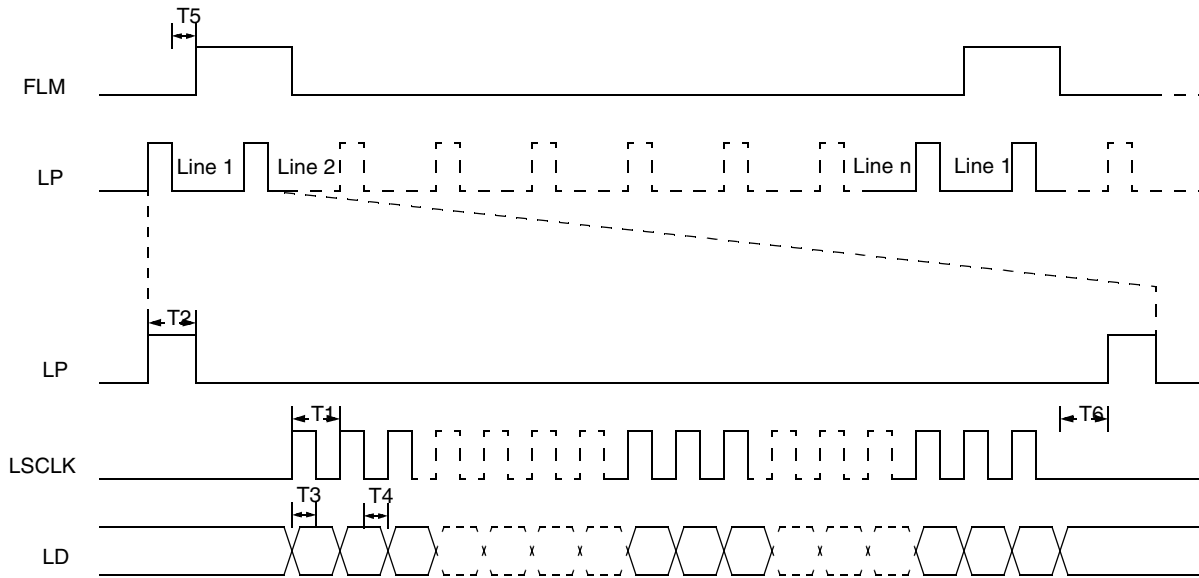 T5
FLM
LP
Line 1
Line 2
Line n
Line 1
T2
LP
T1
T6
LSCLK
T3
T4
LD